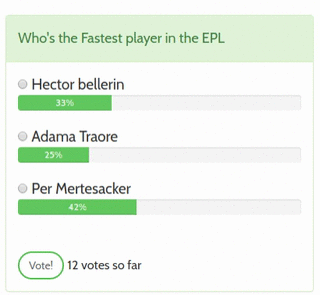 Who's the Fastest player in the EPL
Hector bellerin
33%
Adama Traore
25%
Per Mertesacker
42%
Vote! 12 votes so far